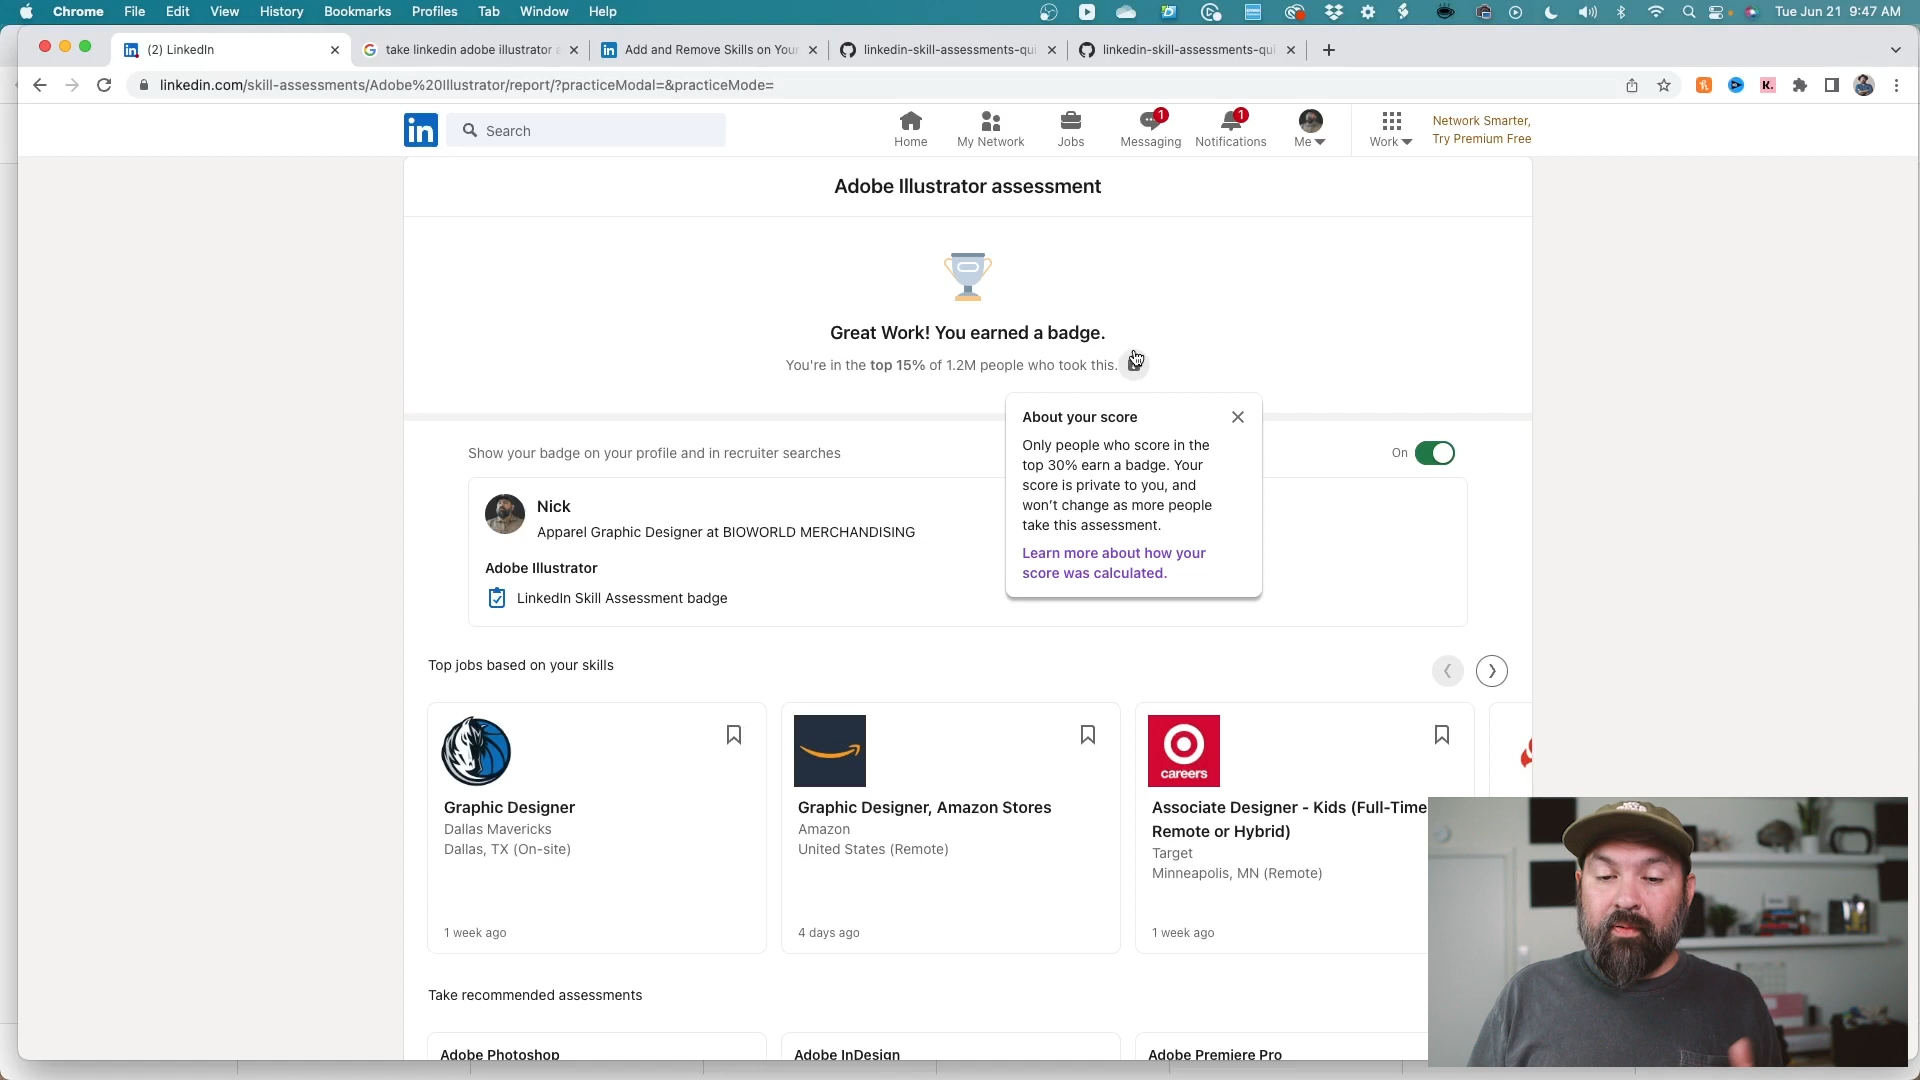 Chrome File Edit View History Bookmarks Profiles Tab Window Help Tue Jun 21 9:47 AM
(2) LinkedIn take linkedin adobe illustrator Add and Remove Skills on Your linkedin-skill-assessments-qui linkedin-skill-assessments-qui
linkedin.com/skill-assessments/Adobe%20Illustrator/report/?practiceModal=&practiceMode=
K.
in Search Home My Network Jobs 1 Messaging 1 Notifications Me Work
Network Smarter,
Try Premium Free
Adobe Illustrator assessment
Great Work! You earned a badge.
You're in the top 15% of 1.2M people who took this.
About your score
Only people who score in the
top 30% earn a badge. Your
score is private to you, and
won't change as more people
take this assessment.
Learn more about how your
score was calculated.
Show your badge on your profile and in recruiter searches On
Nick
Apparel Graphic Designer at BIOWORLD MERCHANDISING
Adobe Illustrator
LinkedIn Skill Assessment badge
Top jobs based on your skills
Graphic Designer
Dallas Mavericks
Dallas, TX (On-site)
1 week ago
Graphic Designer, Amazon Stores
Amazon
United States (Remote)
4 days ago
careers
Associate Designer - Kids (Full-Time
Remote or Hybrid)
Target
Minneapolis, MN (Remote)
1 week ago
Take recommended assessments
Adobe Photoshop Adobe InDesign Adobe Premiere Pro